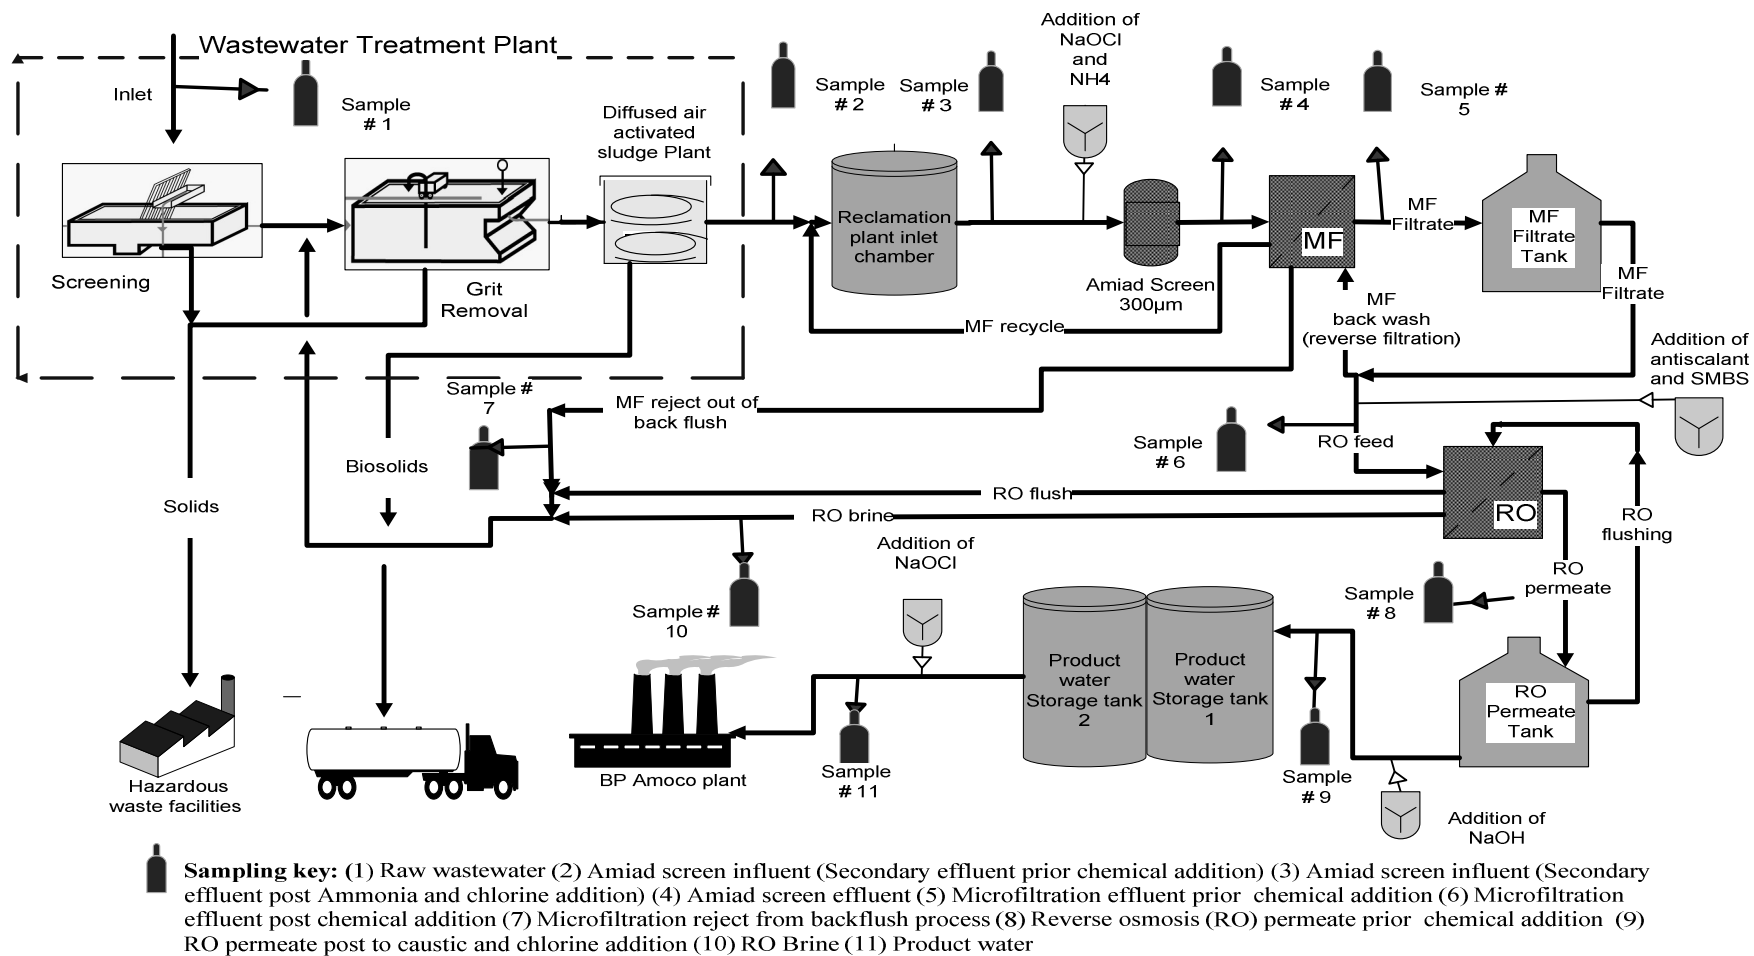 Wastewater Treatment Plant
Inlet
Sample
# 1
Diffused air
activated
sludge Plant
Sample
# 2
Sample
# 3
Addition of
NaOCl
and
NH4
Sample
# 4
Sample #
5
Screening
Grit
Removal
Reclamation
plant inlet
chamber
Amiad Screen
300µm
MF
MF
Filtrate
MF
Filtrate
Tank
MF
Filtrate
MF recycle
MF
back wash
(reverse filtration)
Addition of
antiscalant
and SMBS
Sample #
7
MF reject out of
back flush
Sample
# 6
RO feed
Biosolids
Solids
RO flush
RO brine
RO
RO
flushing
Addition of
NaOCl
RO
permeate
Sample #
10
Sample
# 8
Product
water
Storage tank
2
Product
water
Storage tank
1
RO
Permeate
Tank
Hazardous
waste facilities
BP Amoco plant
Sample
# 11
Sample
# 9
Addition of
NaOH
Sampling key: (1) Raw wastewater (2) Amiad screen influent (Secondary effluent prior chemical addition) (3) Amiad screen influent (Secondary
effluent post Ammonia and chlorine addition) (4) Amiad screen effluent (5) Microfiltration effluent prior chemical addition (6) Microfiltration
effluent post chemical addition (7) Microfiltration reject from backflush process (8) Reverse osmosis (RO) permeate prior chemical addition (9)
RO permeate post to caustic and chlorine addition (10) RO Brine (11) Product water